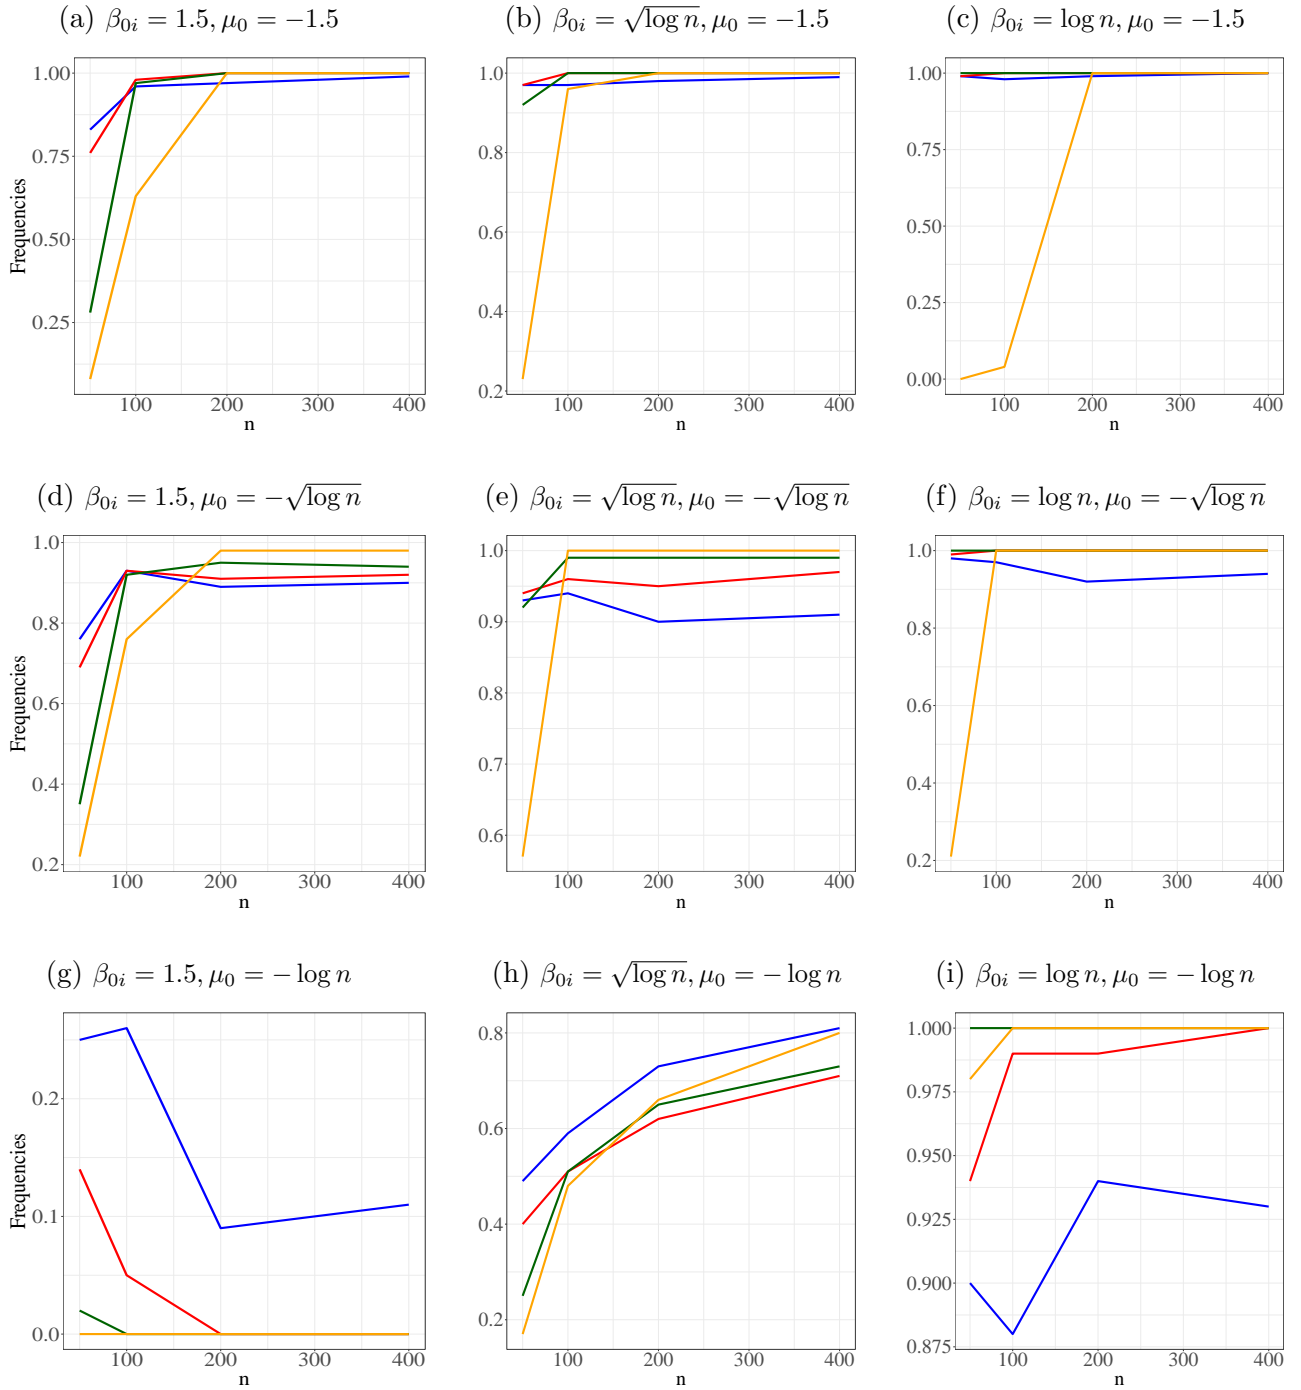 (a) β₀ᵢ = 1.5, μ₀ = −1.5
(b) β₀ᵢ = √log n, μ₀ = −1.5
(c) β₀ᵢ = log n, μ₀ = −1.5
Frequencies
1.00
0.75
0.50
0.25
100 200 300 400
n
1.0
0.8
0.6
0.4
0.2
100 200 300 400
n
1.00
0.75
0.50
0.25
0.00
100 200 300 400
n
(d) β₀ᵢ = 1.5, μ₀ = −√log n
(e) β₀ᵢ = √log n, μ₀ = −√log n
(f) β₀ᵢ = log n, μ₀ = −√log n
Frequencies
1.0
0.8
0.6
0.4
0.2
100 200 300 400
n
1.0
0.9
0.8
0.7
0.6
100 200 300 400
n
1.0
0.8
0.6
0.4
0.2
100 200 300 400
n
(g) β₀ᵢ = 1.5, μ₀ = − log n
(h) β₀ᵢ = √log n, μ₀ = − log n
(i) β₀ᵢ = log n, μ₀ = − log n
Frequencies
0.2
0.1
0.0
100 200 300 400
n
0.8
0.6
0.4
0.2
100 200 300 400
n
1.000
0.975
0.950
0.925
0.900
0.875
100 200 300 400
n